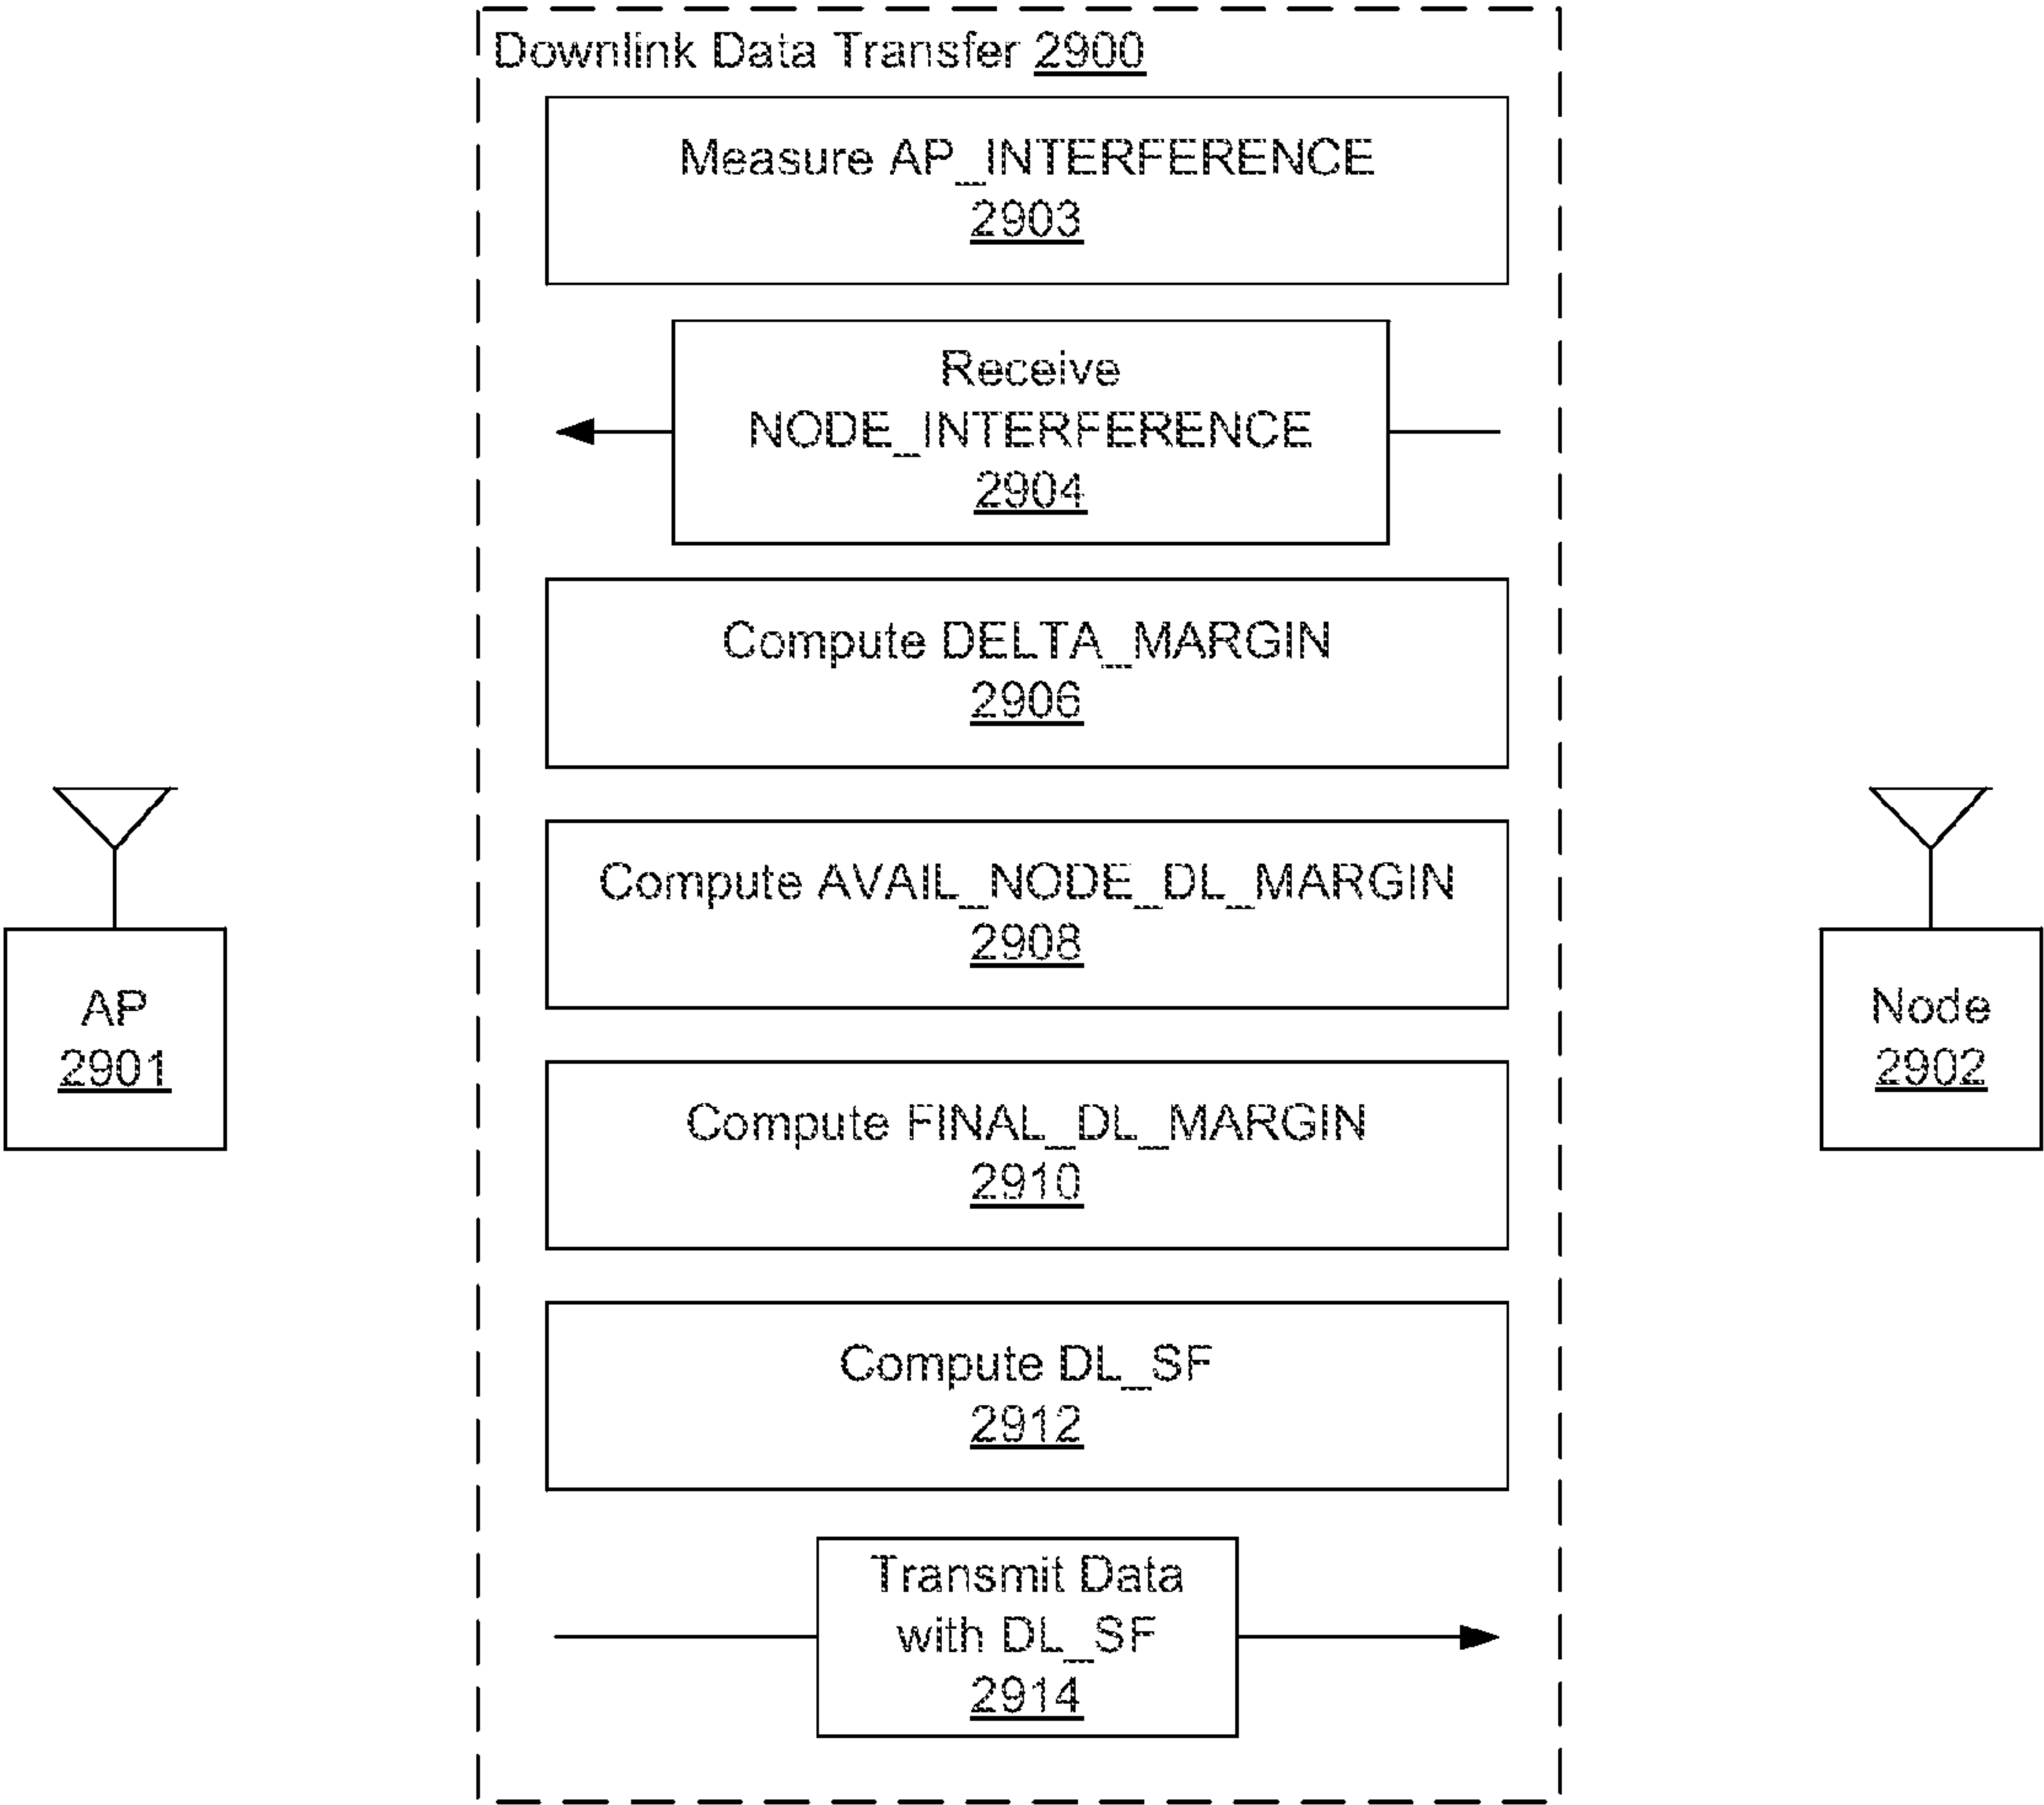 Downlink Data Transfer 2900
Measure AP_INTERFERENCE
2903
Receive
NODE_INTERFERENCE
2904
Compute DELTA_MARGIN
2906
Compute AVAIL_NODE_DL_MARGIN
2908
AP
2901
Node
2902
Compute FINAL_DL_MARGIN
2910
Compute DL_SF
2912
Transmit Data
with DL_SF
2914